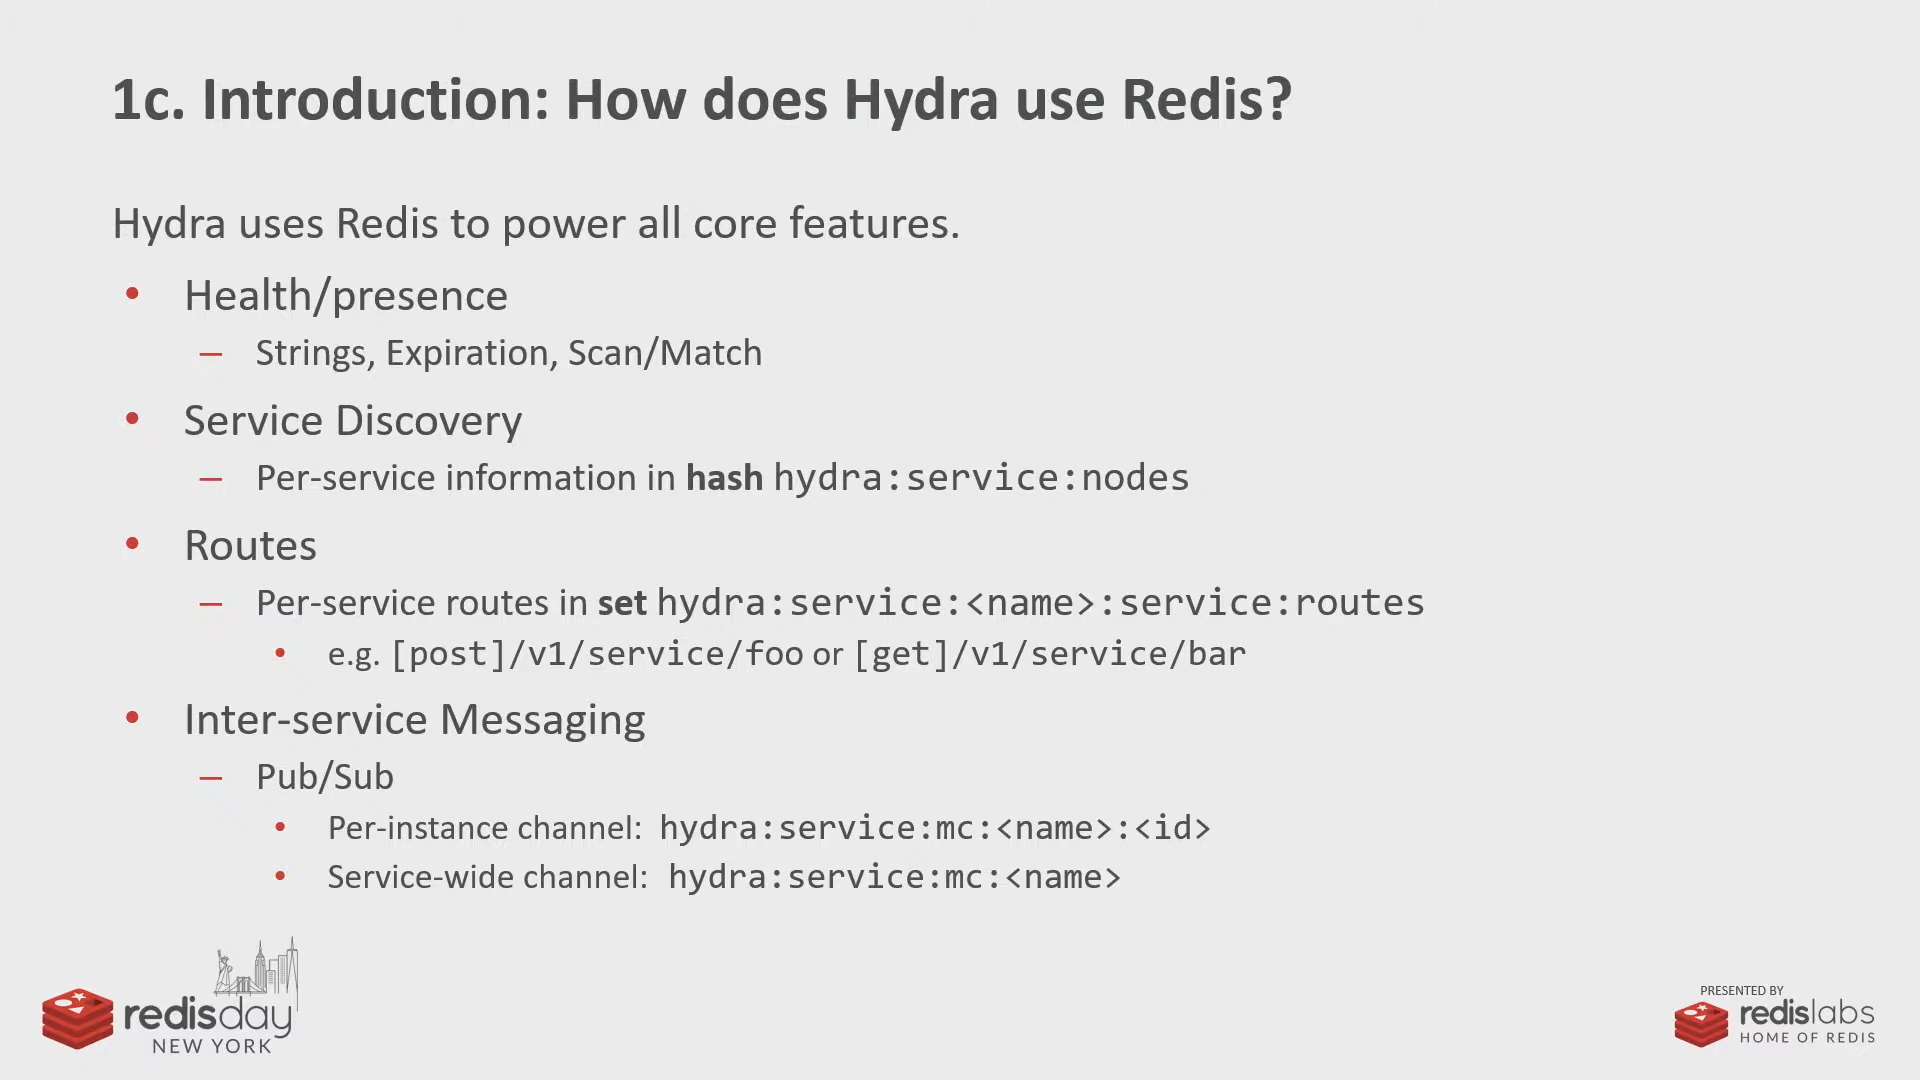 1c. Introduction: How does Hydra use Redis?
Hydra uses Redis to power all core features.
• Health/presence
– Strings, Expiration, Scan/Match
• Service Discovery
– Per-service information in hash hydra:service:nodes
• Routes
– Per-service routes in set hydra:service:<name>:service:routes
• e.g. [post]/v1/service/foo or [get]/v1/service/bar
• Inter-service Messaging
– Pub/Sub
• Per-instance channel: hydra:service:mc:<name>:<id>
• Service-wide channel: hydra:service:mc:<name>
redisday
NEW YORK
PRESENTED BY
redislabs
HOME OF REDIS